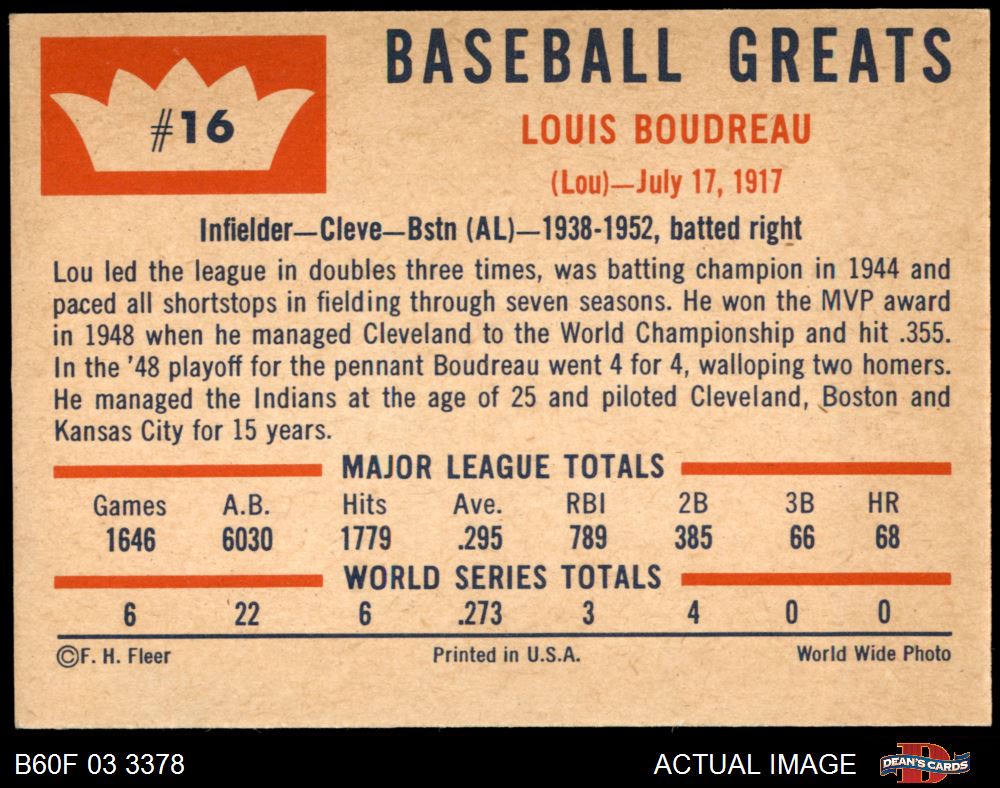 #16
BASEBALL GREATS
LOUIS BOUDREAU
(Lou)—July 17, 1917
Infielder—Cleve—Bstn (AL)—1938-1952, batted right
Lou led the league in doubles three times, was batting champion in 1944 and
paced all shortstops in fielding through seven seasons. He won the MVP award
in 1948 when he managed Cleveland to the World Championship and hit .355.
In the '48 playoff for the pennant Boudreau went 4 for 4, walloping two homers.
He managed the Indians at the age of 25 and piloted Cleveland, Boston and
Kansas City for 15 years.
MAJOR LEAGUE TOTALS
Games A.B. Hits Ave. RBI 2B 3B HR
1646 6030 1779 .295 789 385 66 68
WORLD SERIES TOTALS
6 22 6 .273 3 4 0 0
©F. H. Fleer Printed in U.S.A. World Wide Photo
B60F 03 3378 ACTUAL IMAGE DEAN'S CARDS